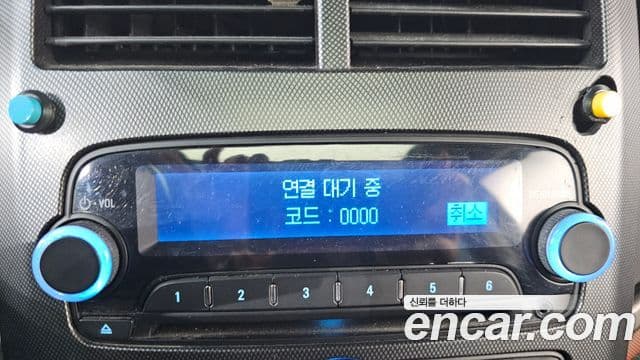 연결 대기 중
코드 : 0000 취소
VOL
1 2 3 4 5 6
신뢰를 더하다
encar.com